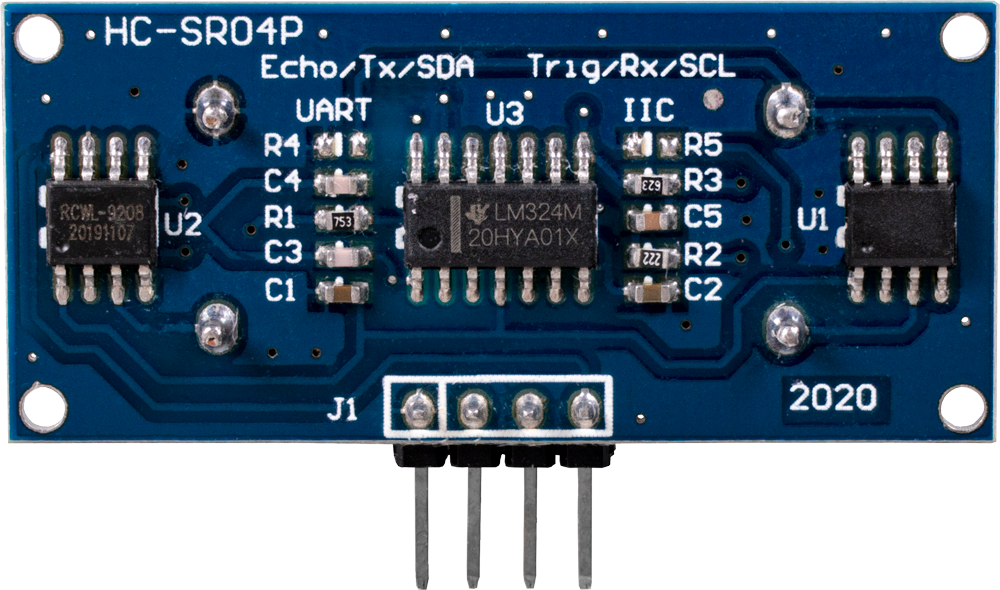 HC-SR04P
Echo/Tx/SDA
Trig/Rx/SCL
UART
U3
IIC
R4
R5
C4
R3
623
RCWL-9208
20191107
U2
R1
753
LM324M
20HYA01X
C5
U1
C3
R2
222
C1
C2
J1
2020